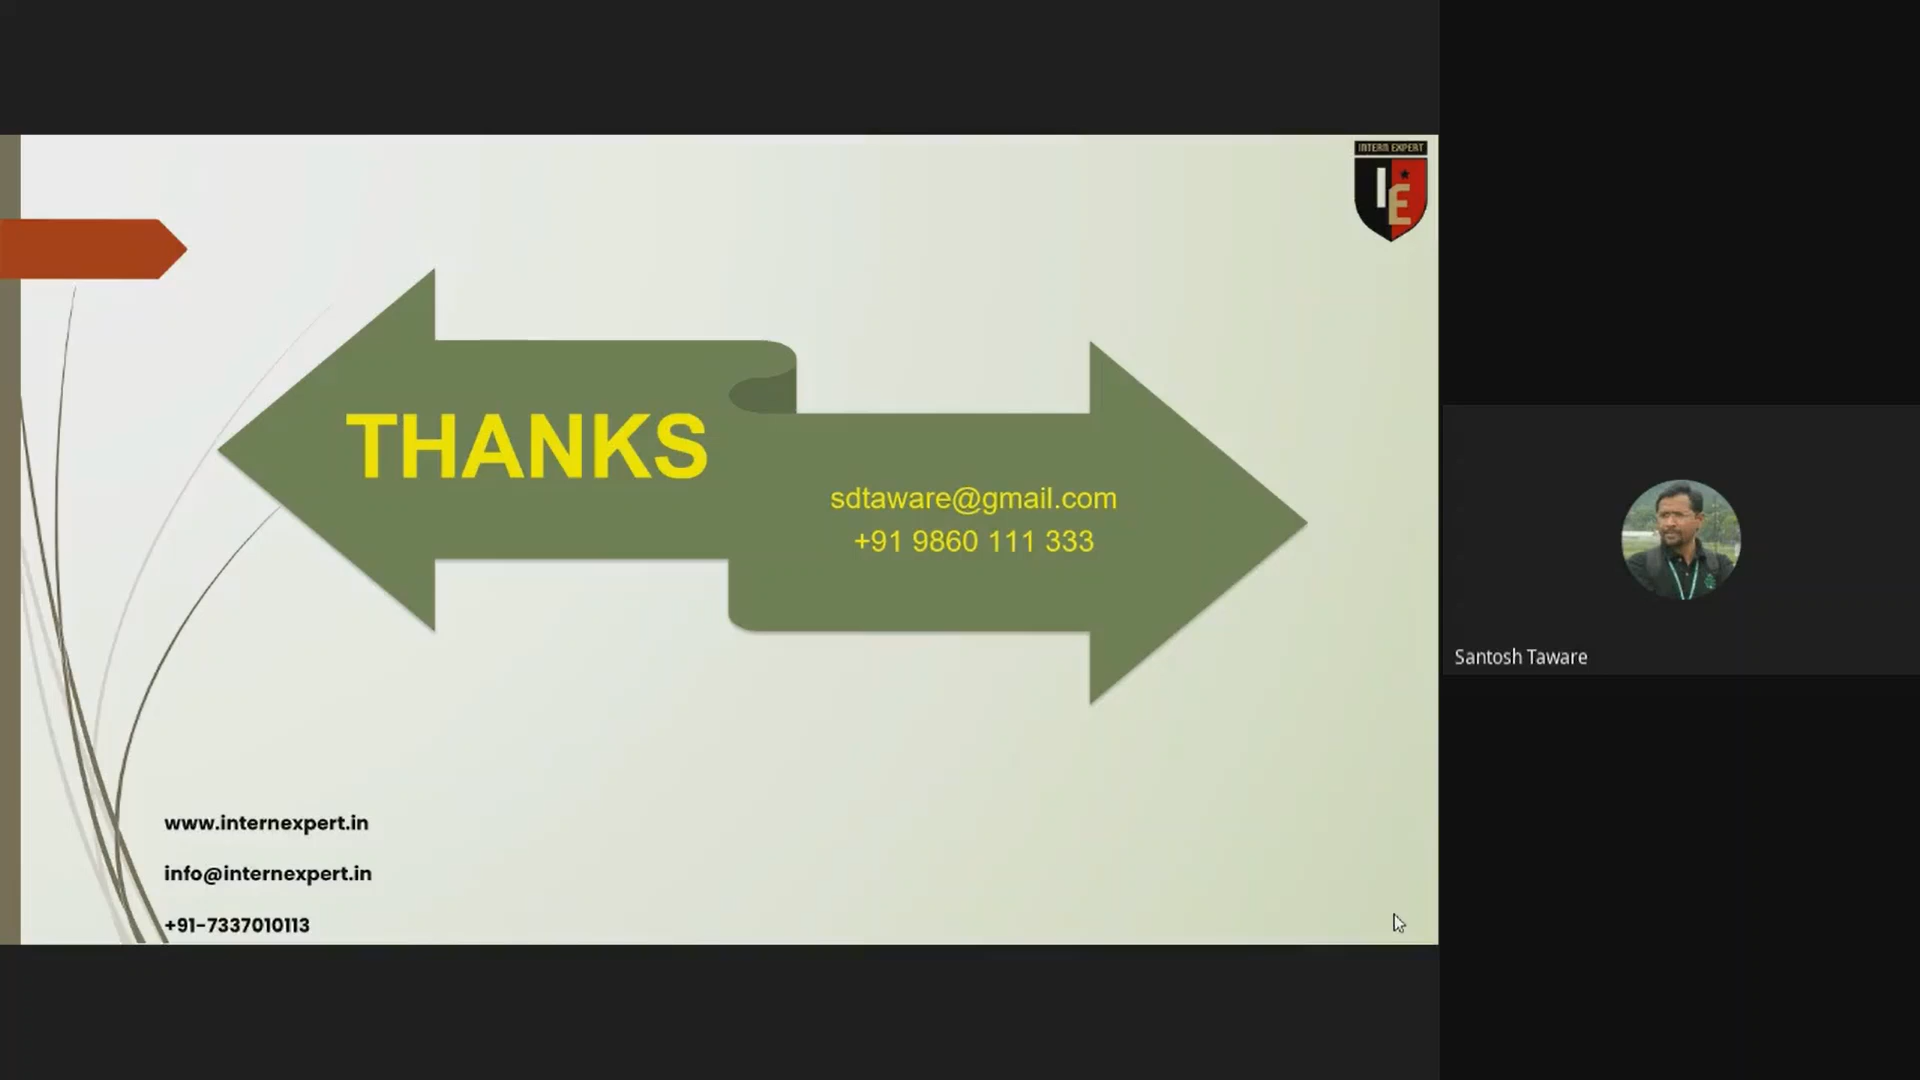 INTERN EXPERT
IE
THANKS
sdtaware@gmail.com
+91 9860 111 333
www.internexpert.in
info@internexpert.in
+91-7337010113
Santosh Taware